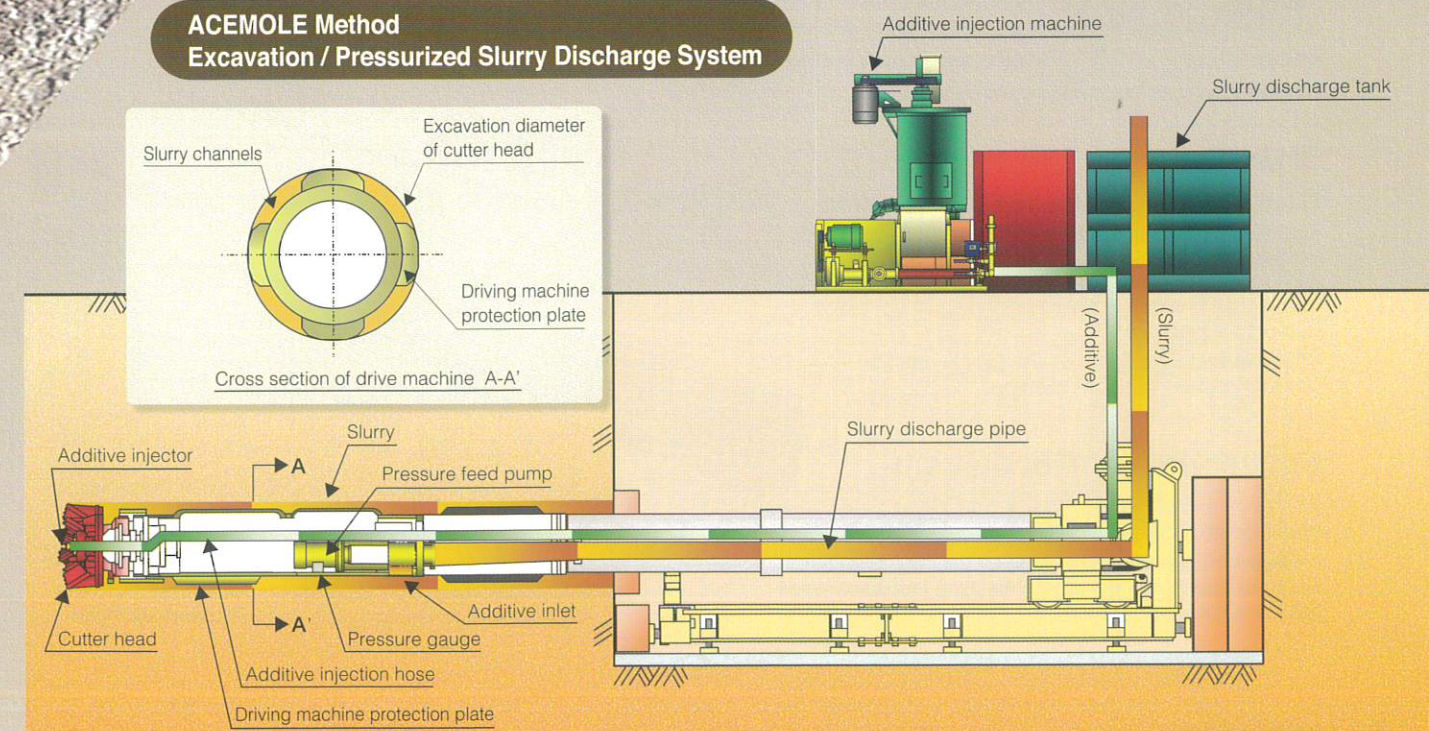 ACEMOLE Method
Excavation / Pressurized Slurry Discharge System
Additive injection machine
Slurry discharge tank
Slurry channels
Excavation diameter
of cutter head
Driving machine
protection plate
Cross section of drive machine A-A'
(Additive)
(Slurry)
Slurry
Slurry discharge pipe
Additive injector
A
Pressure feed pump
Additive inlet
A'
Cutter head
Pressure gauge
Additive injection hose
Driving machine protection plate